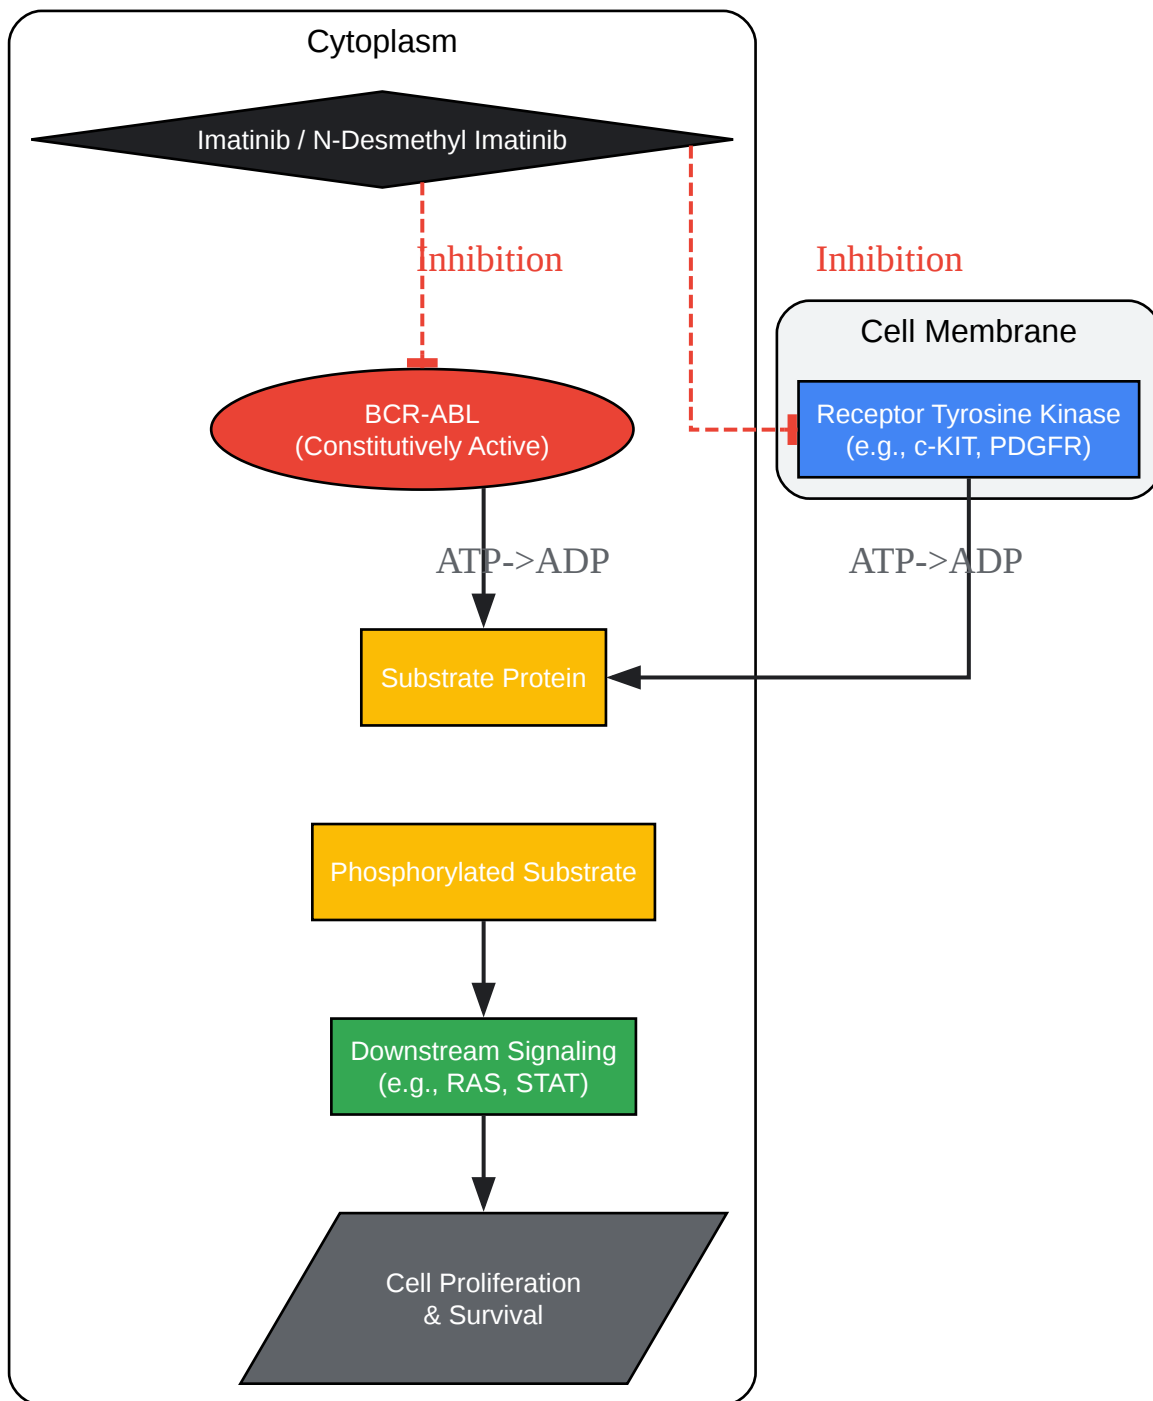 Cytoplasm
Imatinib / N-Desmethyl Imatinib
Inhibition
Inhibition
Cell Membrane
BCR-ABL
(Constitutively Active)
Receptor Tyrosine Kinase
(e.g., c-KIT, PDGFR)
ATP->ADP
ATP->ADP
Substrate Protein
Phosphorylated Substrate
Downstream Signaling
(e.g., RAS, STAT)
Cell Proliferation
& Survival